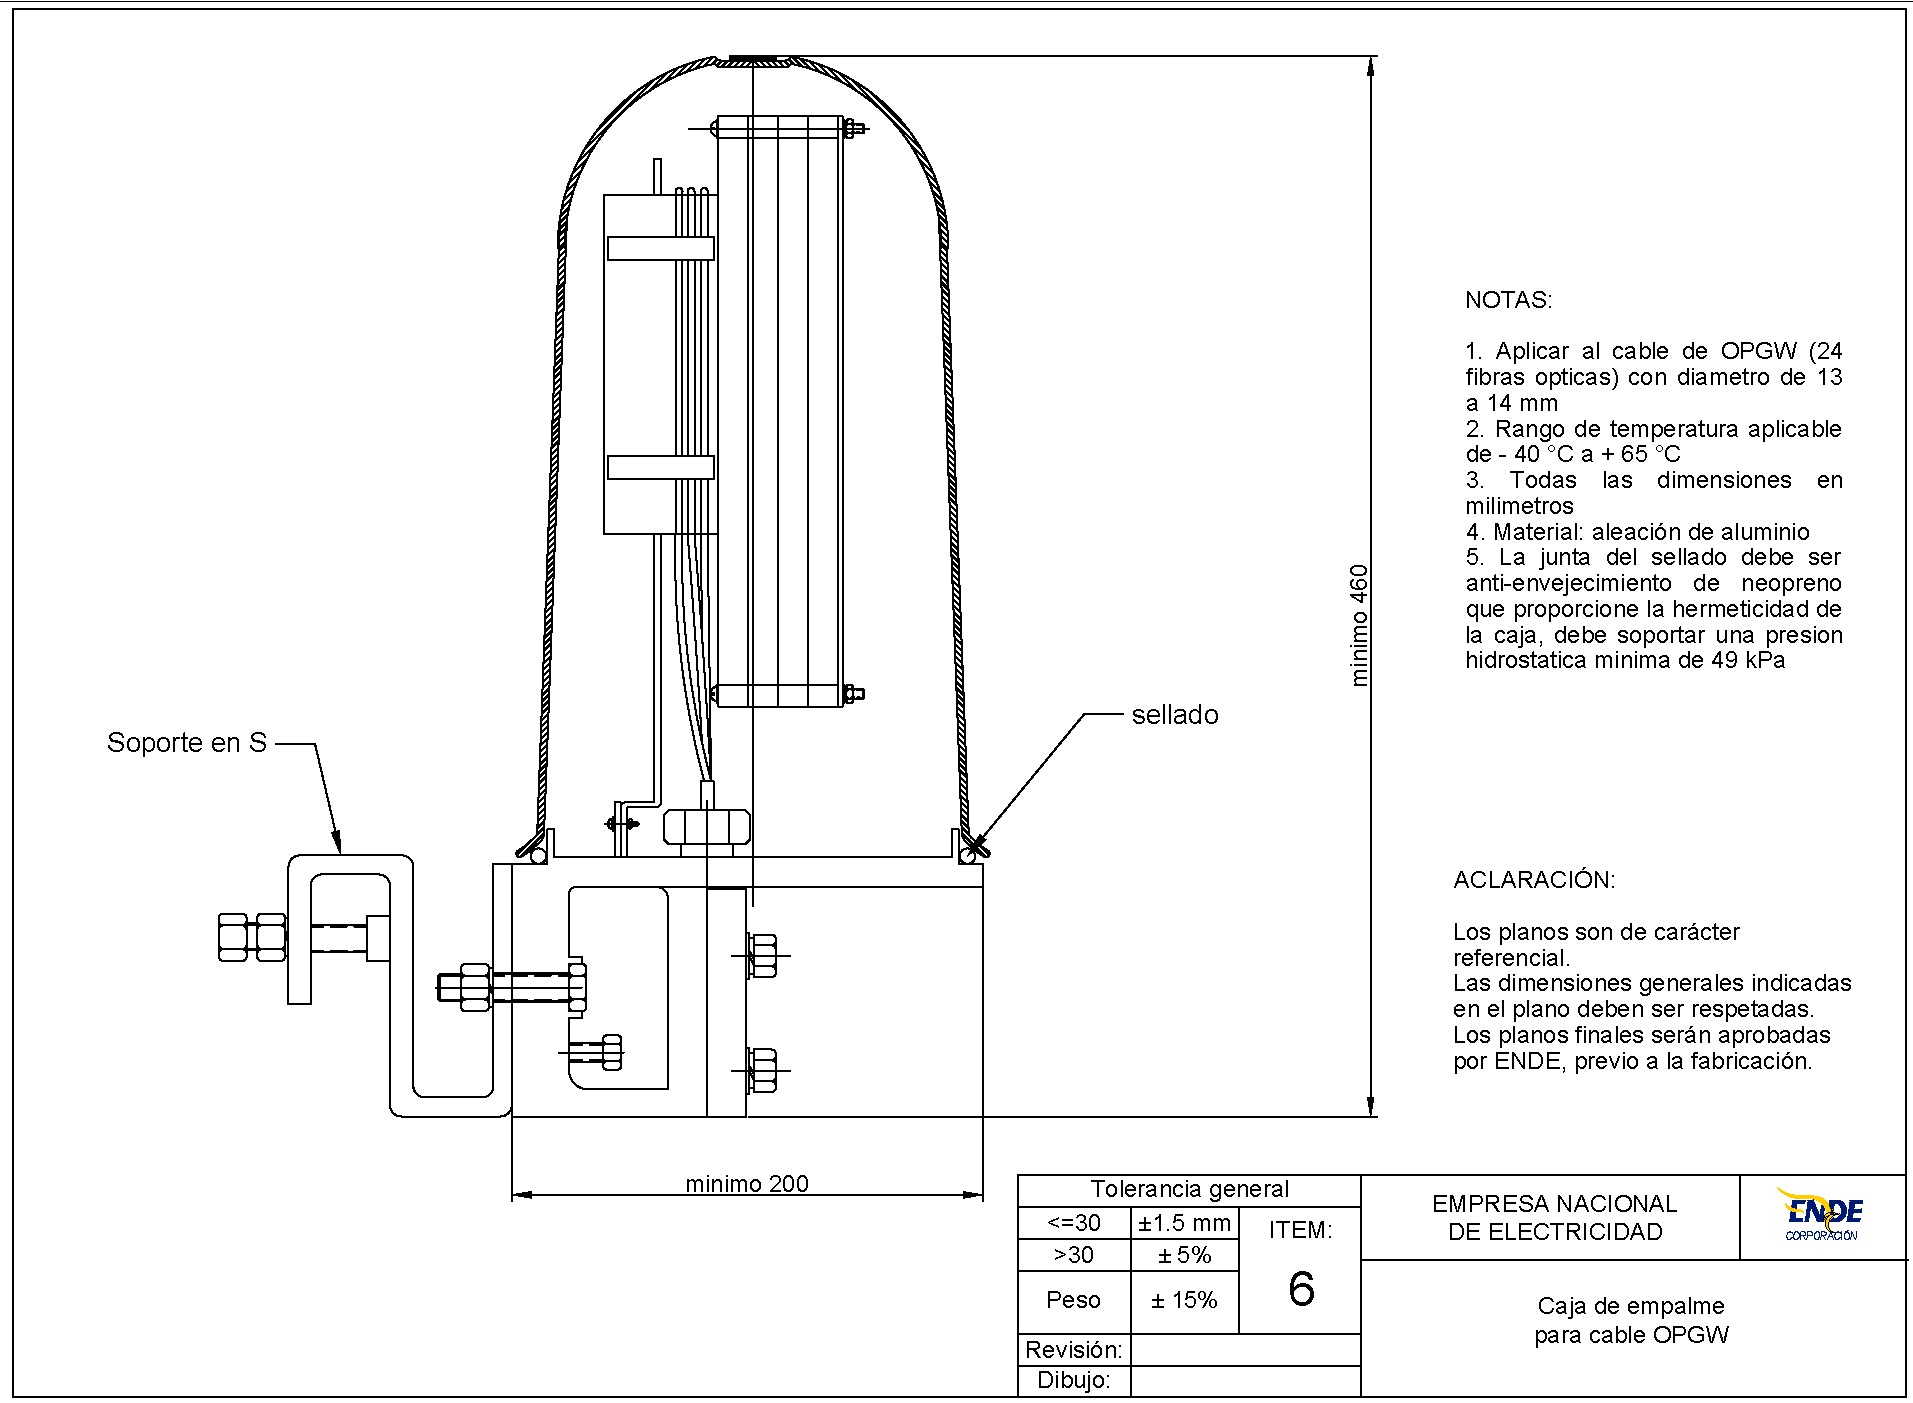 NOTAS:
1. Aplicar al cable de OPGW (24
fibras opticas) con diametro de 13
a 14 mm
2. Rango de temperatura aplicable
de - 40 °C a + 65 °C
3. Todas las dimensiones en
milimetros
4. Material: aleación de aluminio
5. La junta del sellado debe ser
anti-envejecimiento de neopreno
que proporcione la hermeticidad de
la caja, debe soportar una presion
hidrostatica minima de 49 kPa
minimo 460
sellado
Soporte en S
ACLARACIÓN:
Los planos son de carácter
referencial.
Las dimensiones generales indicadas
en el plano deben ser respetadas.
Los planos finales serán aprobadas
por ENDE, previo a la fabricación.
minimo 200
Tolerancia general
<=30 ±1.5 mm
>30 ± 5%
Peso ± 15%
ITEM:
6
Revisión:
Dibujo:
EMPRESA NACIONAL
DE ELECTRICIDAD
ENDE
CORPORACIÓN
Caja de empalme
para cable OPGW